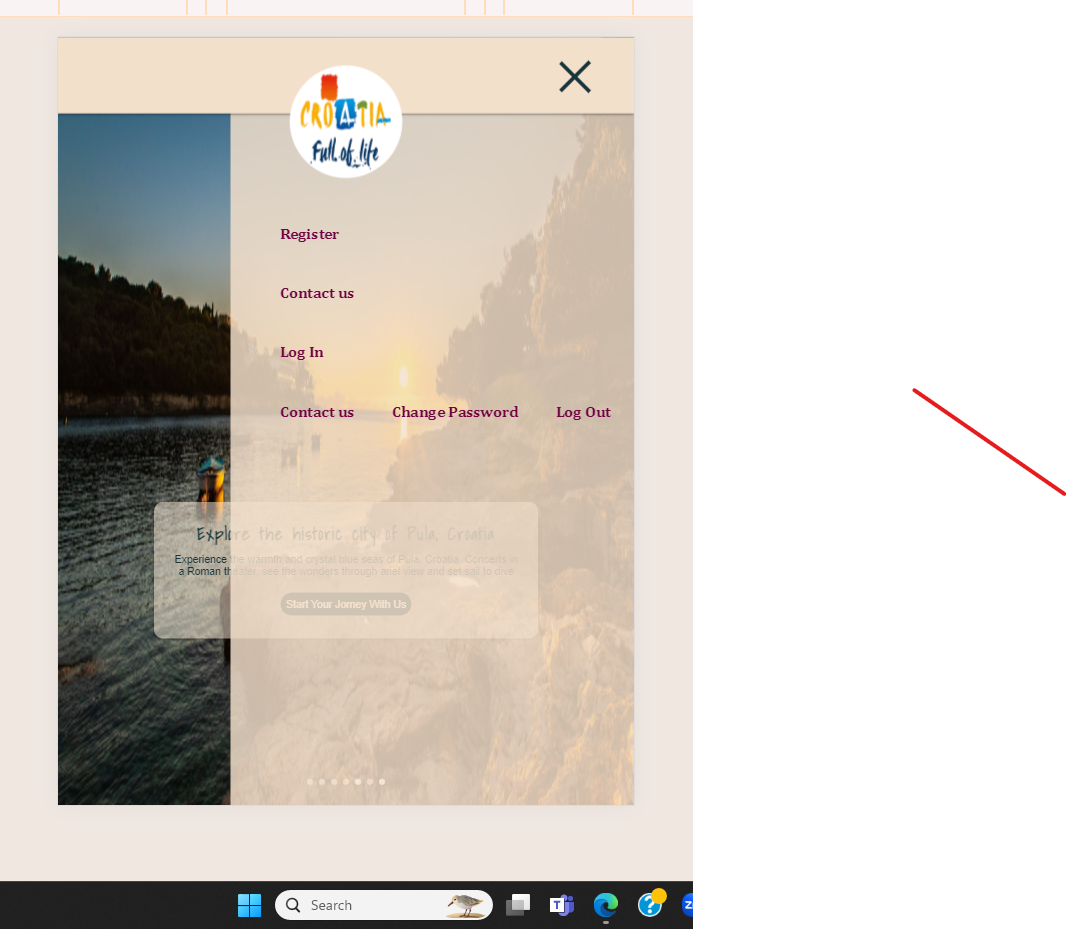 CROATIA
Full of life
Register
Contact us
Log In
Contact us Change Password Log Out
Explore the historic city of Pula, Croatia
Experience the warmth and crystal blue seas of Pula, Croatia. Concerts in
a Roman theater, see the wonders through ariel view and set sail to dive
Start Your Jorney With Us
Search
T
?
Z